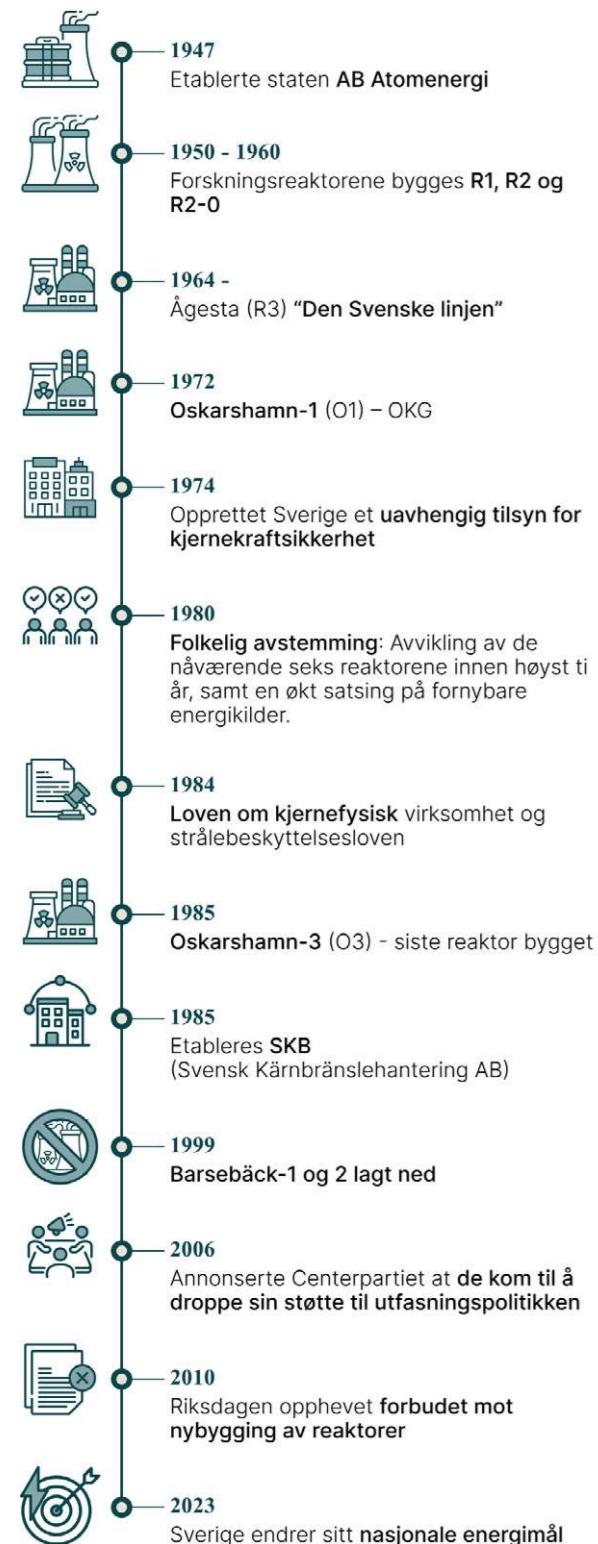 1947
Etablerte staten AB Atomenergi
1950 - 1960
Forskningsreaktorene bygges R1, R2 og
R2-0
1964 -
Ågesta (R3) “Den Svenske linjen”
1972
Oskarshamn-1 (O1) – OKG
1974
Opprettet Sverige et uavhengig tilsyn for
kjernekraftsikkerhet
1980
Folkelig avstemming: Avvikling av de
nåværende seks reaktorene innen høyst ti
år, samt en økt satsing på fornybare
energikilder.
1984
Loven om kjernefysisk virksomhet og
strålebeskyttelsesloven
1985
Oskarshamn-3 (O3) - siste reaktor bygget
1985
Etableres SKB
(Svensk Kärnbränslehantering AB)
1999
Barsebäck-1 og 2 lagt ned
2006
Annonserte Centerpartiet at de kom til å
droppe sin støtte til utfasningspolitikken
2010
Riksdagen opphevet forbudet mot
nybygging av reaktorer
2023
Sverige endrer sitt nasjonale energimål